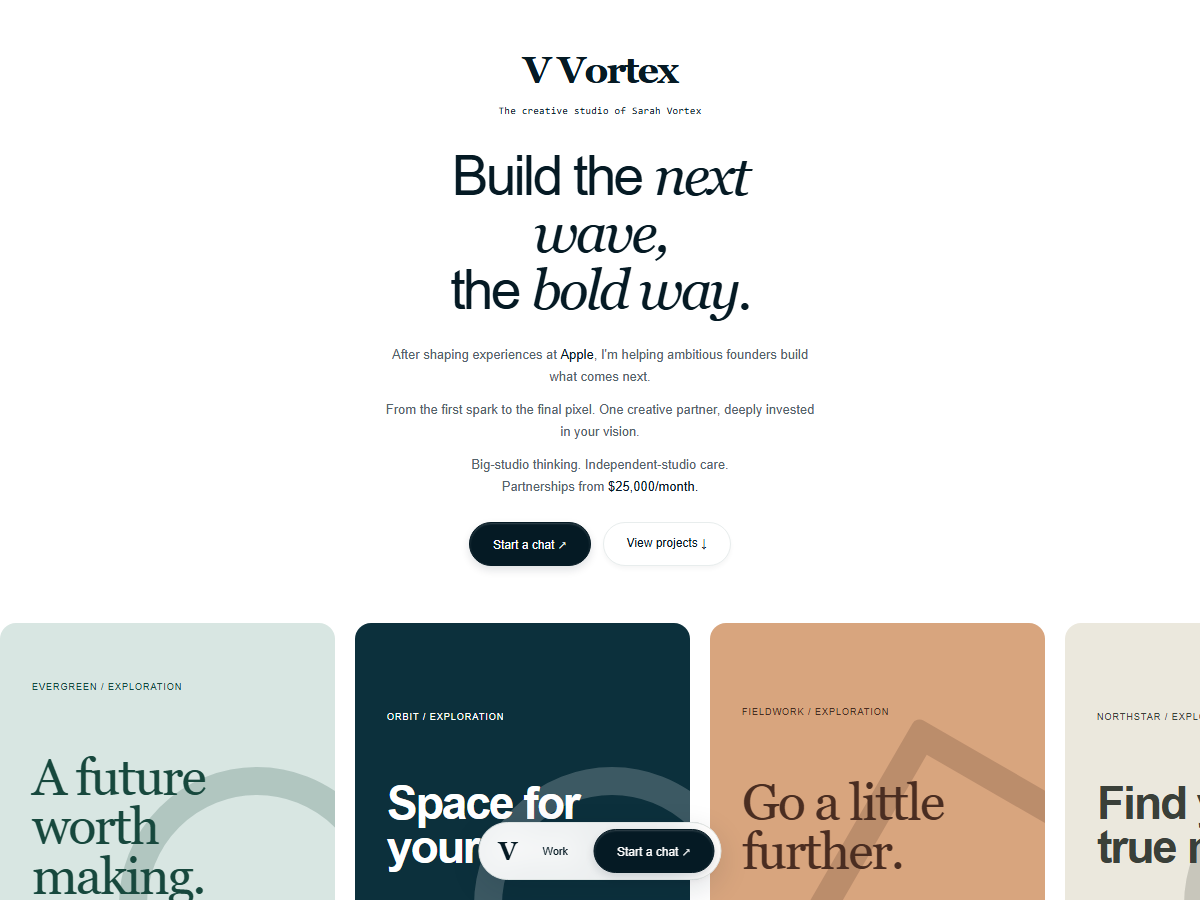 V Vortex
The creative studio of Sarah Vortex
Build the next
wave,
the bold way.
After shaping experiences at Apple, I'm helping ambitious founders build
what comes next.
From the first spark to the final pixel. One creative partner, deeply invested
in your vision.
Big-studio thinking. Independent-studio care.
Partnerships from $25,000/month.
Start a chat ↗
View projects ↓
EVERGREEN / EXPLORATION
A future
worth
making.
ORBIT / EXPLORATION
Space for
your
FIELDWORK / EXPLORATION
Go a little
further.
NORTHSTAR /
Find
true
V
Work
Start a chat ↗